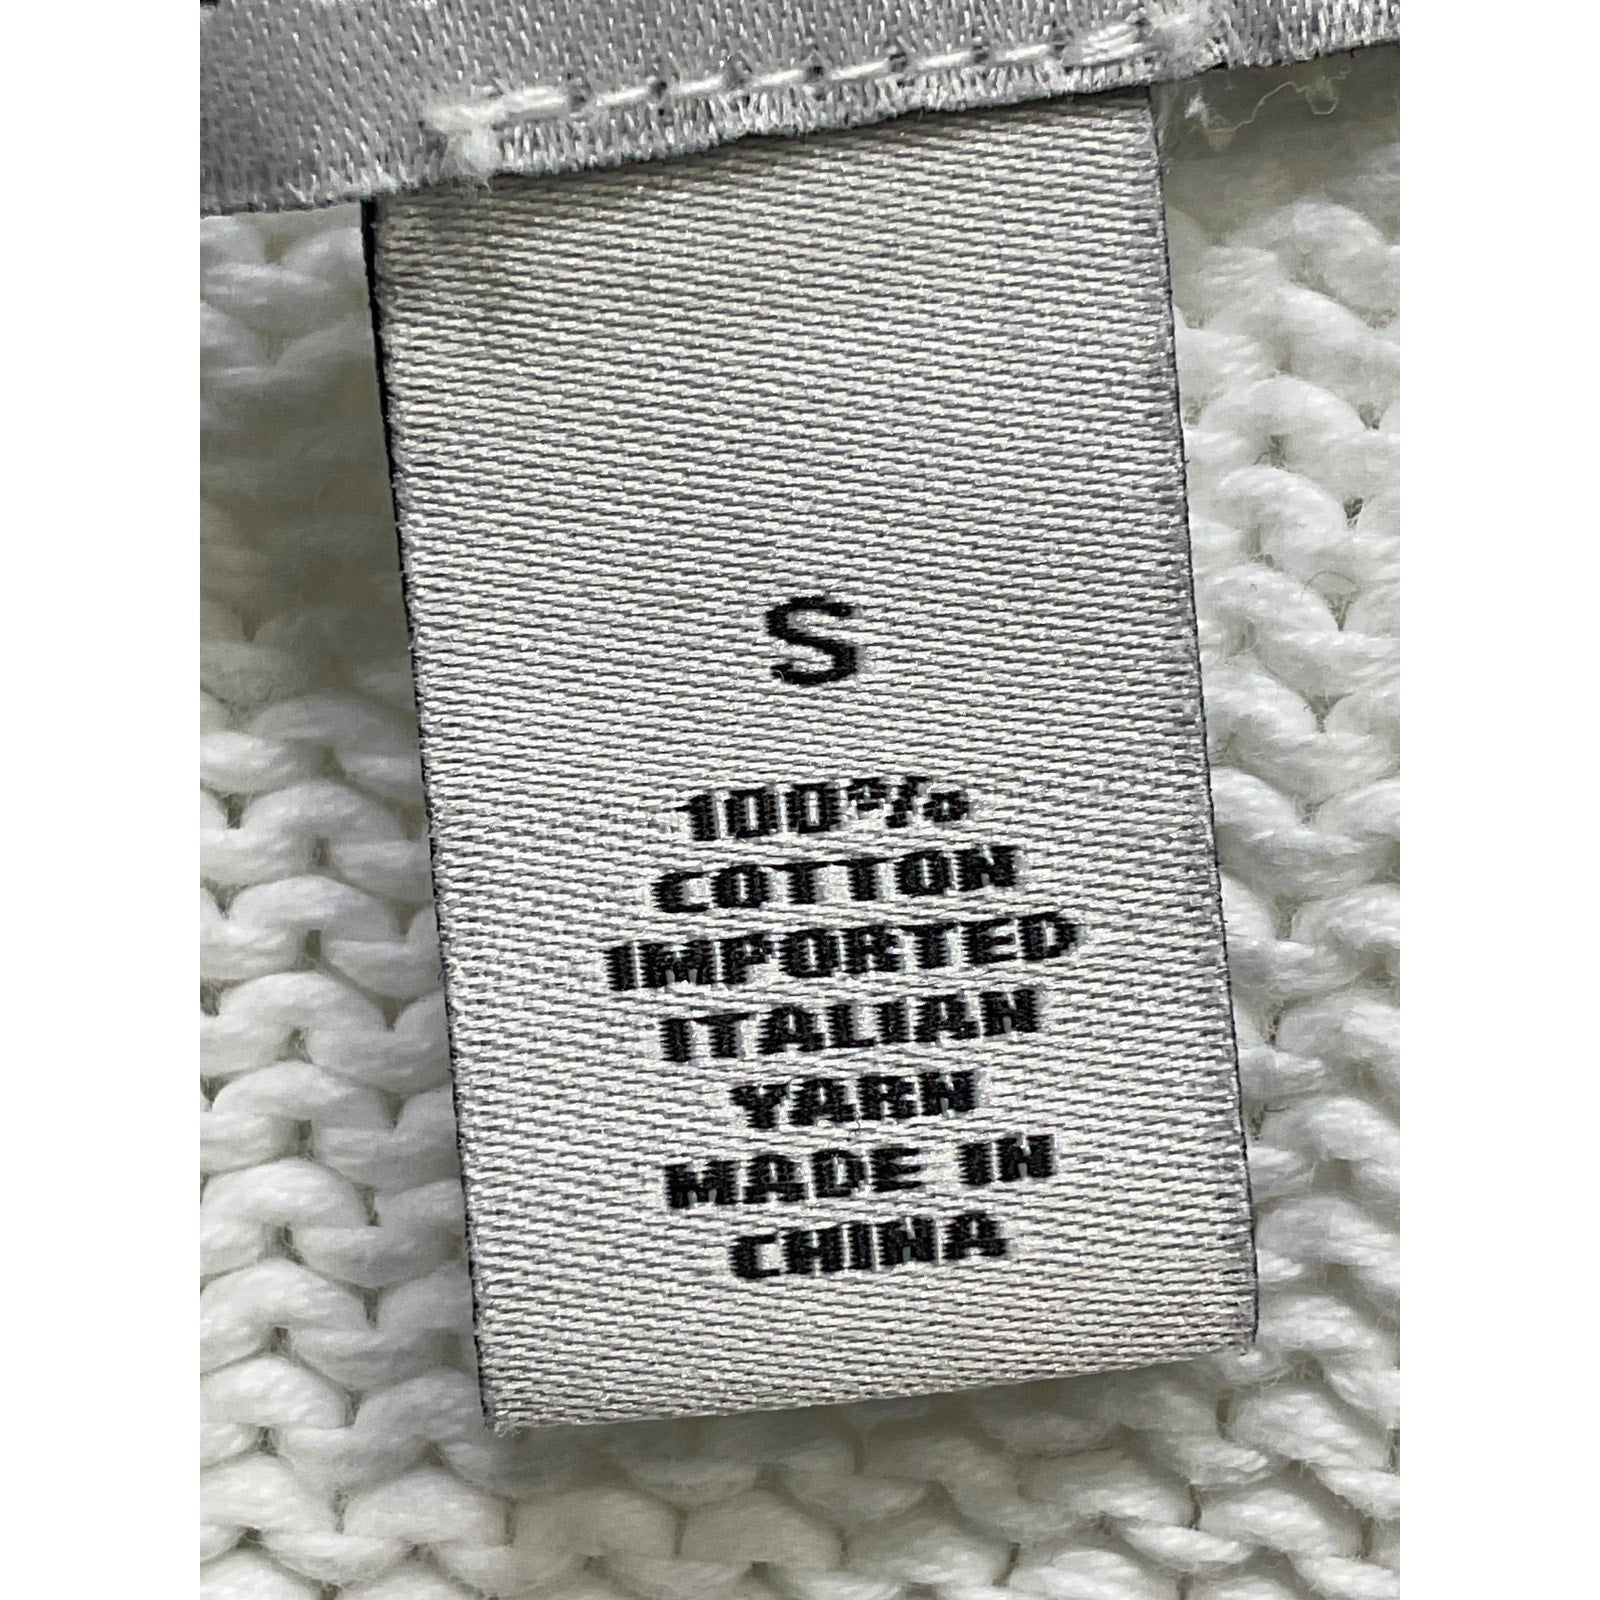 S
100%
COTTON
IMPORTED
ITALIAN
YARN
MADE IN
CHINA